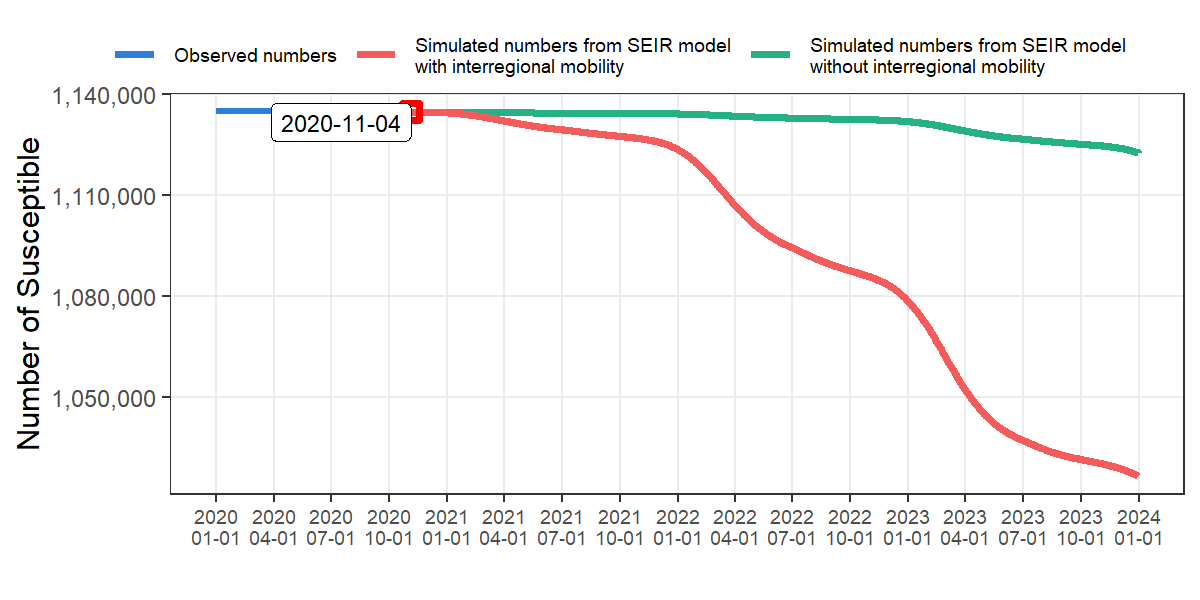 Observed numbers
Simulated numbers from SEIR model
with interregional mobility
Simulated numbers from SEIR model
without interregional mobility
Number of Susceptible
1,140,000
1,110,000
1,080,000
1,050,000
2020-11-04
2020 2020 2020 2020 2021 2021 2021 2021 2022 2022 2022 2022 2023 2023 2023 2023 2024
01-01 04-01 07-01 10-01 01-01 04-01 07-01 10-01 01-01 04-01 07-01 10-01 01-01 04-01 07-01 10-01 01-01